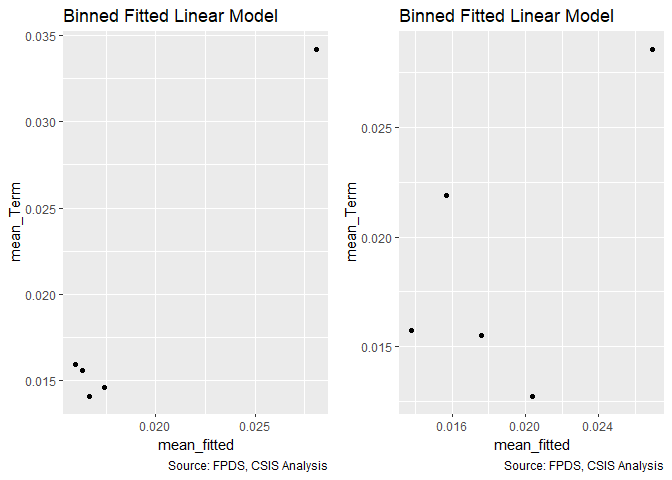 Binned Fitted Linear Model
0.035
0.030
0.025
0.020
0.015
mean_Term
0.020
0.025
mean_fitted
Source: FPDS, CSIS Analysis
Binned Fitted Linear Model
0.025
0.020
0.015
mean_Term
0.016
0.020
0.024
mean_fitted
Source: FPDS, CSIS Analysis